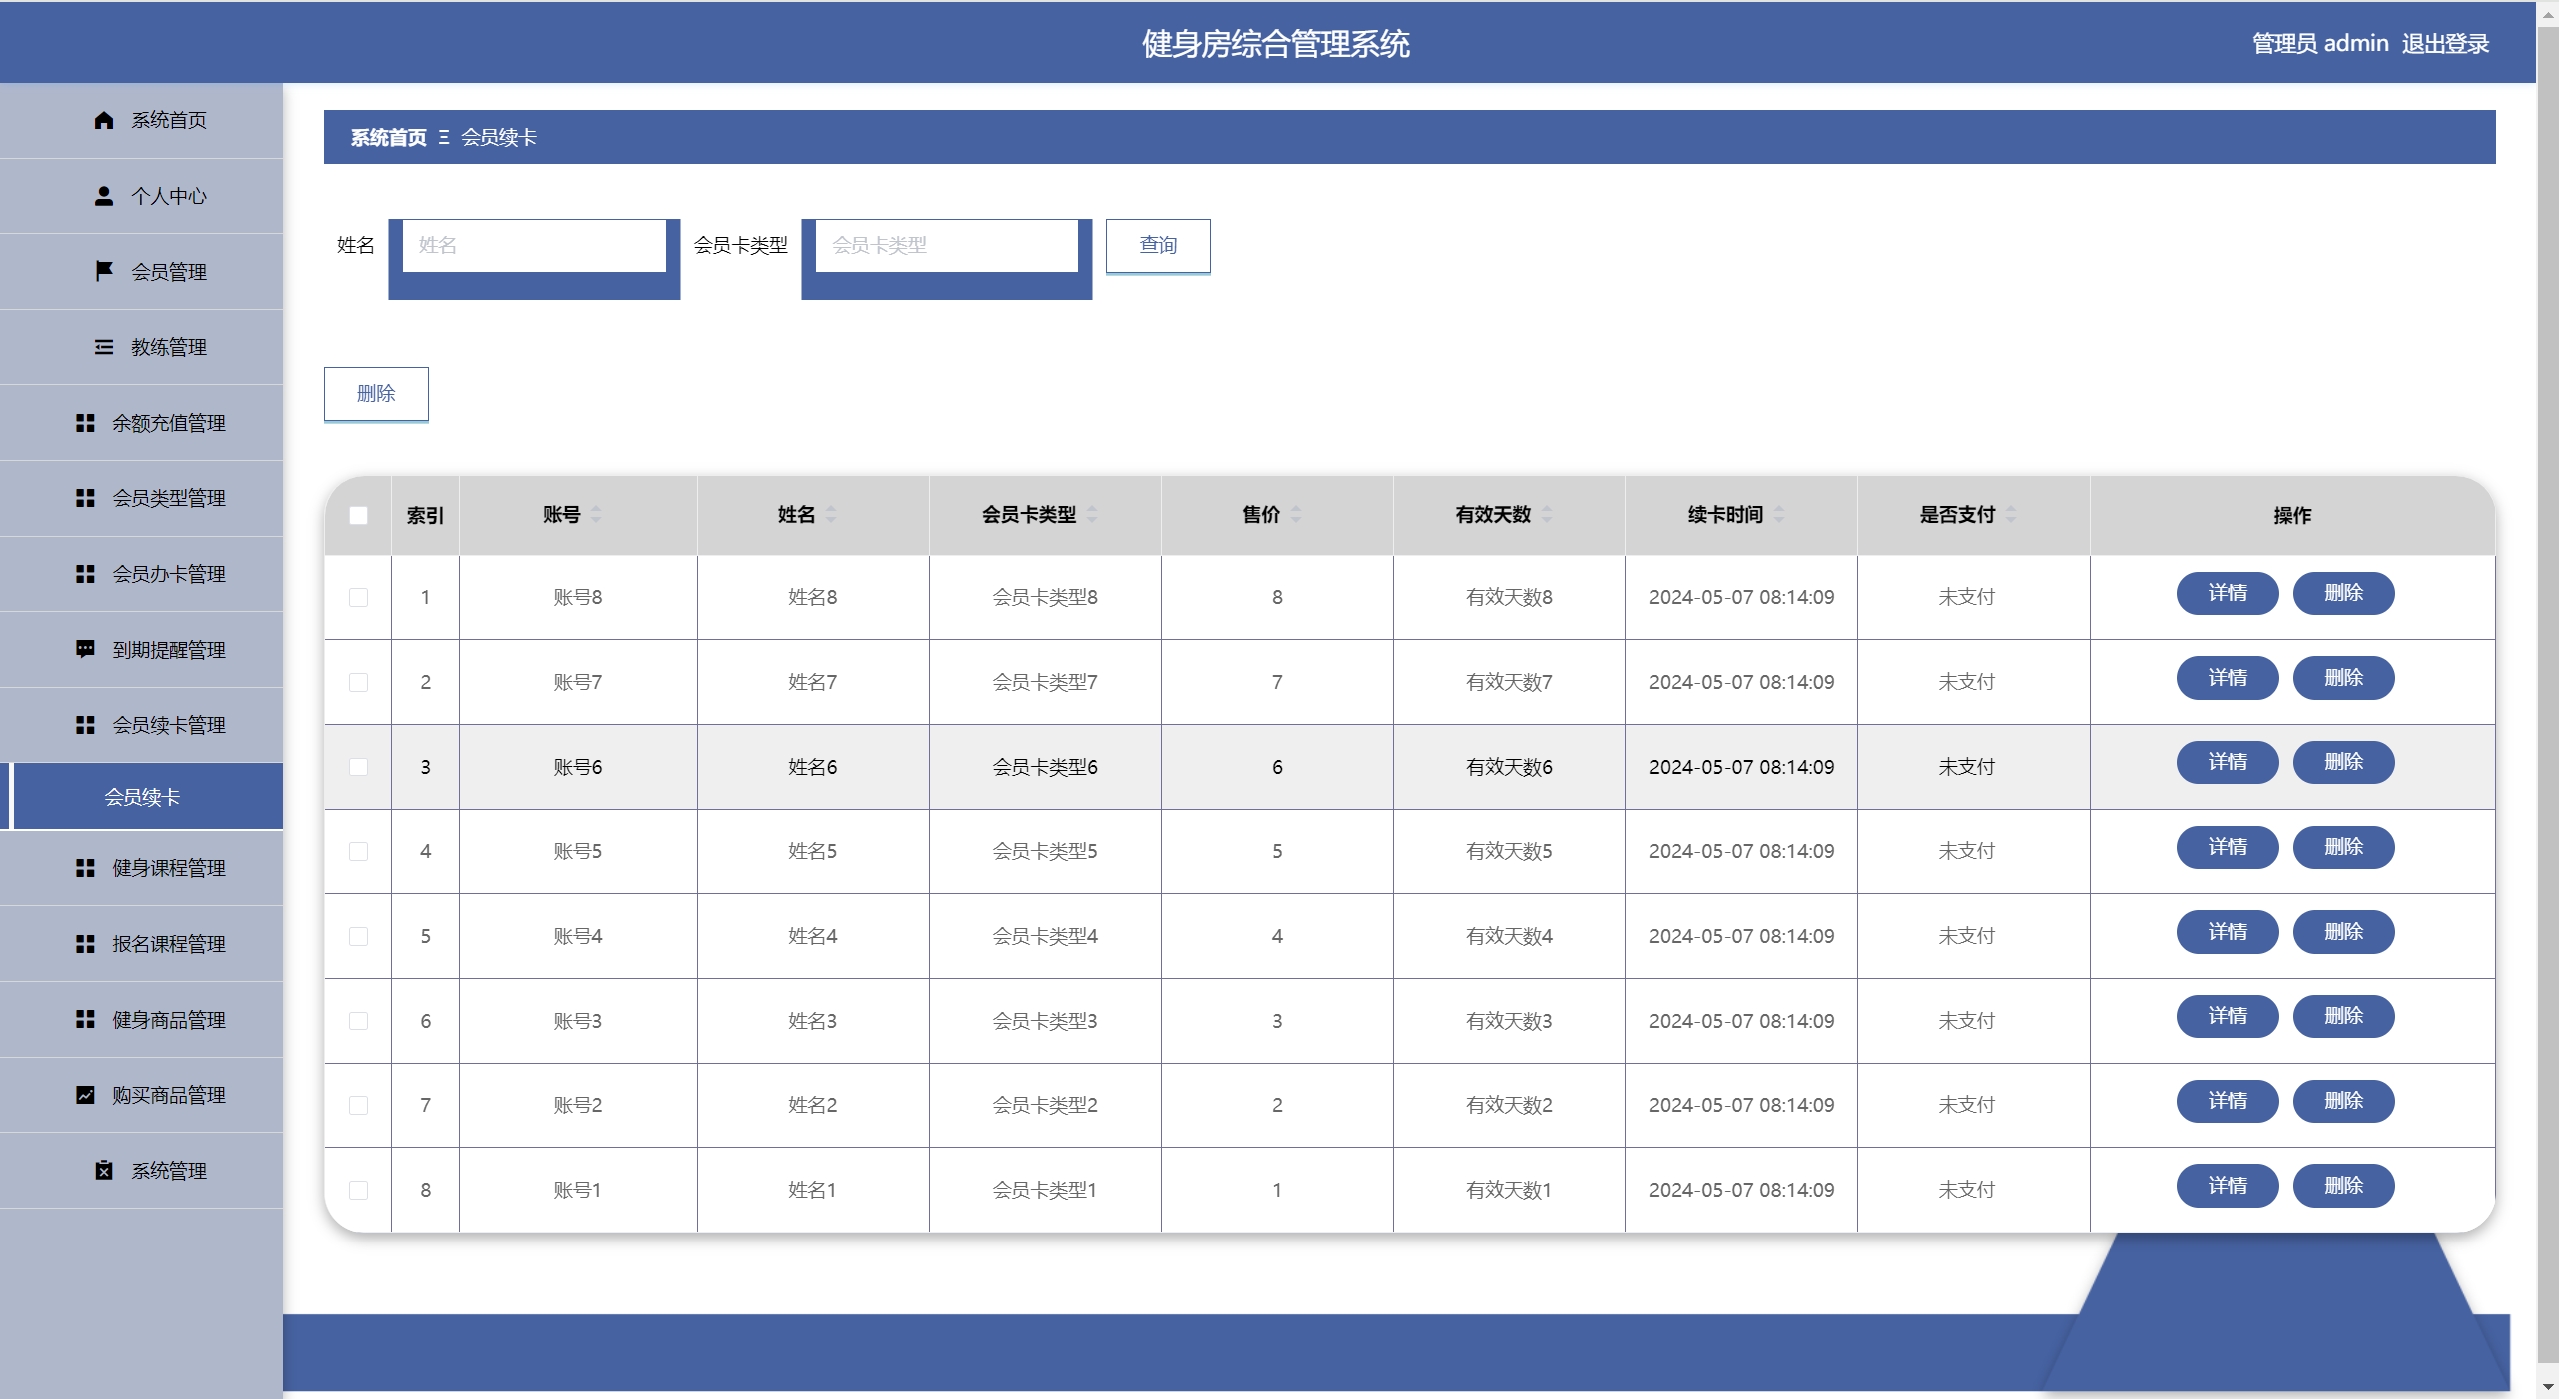 健身房综合管理系统
管理员 admin 退出登录
系统首页
个人中心
会员管理
教练管理
余额充值管理
会员类型管理
会员办卡管理
到期提醒管理
会员续卡管理
会员续卡
健身课程管理
报名课程管理
健身商品管理
购买商品管理
系统管理
系统首页 Ξ 会员续卡
姓名 姓名 会员卡类型 会员卡类型 查询
删除
索引 账号 姓名 会员卡类型 售价 有效天数 续卡时间 是否支付 操作
1 账号8 姓名8 会员卡类型8 8 有效天数8 2024-05-07 08:14:09 未支付 详情 删除
2 账号7 姓名7 会员卡类型7 7 有效天数7 2024-05-07 08:14:09 未支付 详情 删除
3 账号6 姓名6 会员卡类型6 6 有效天数6 2024-05-07 08:14:09 未支付 详情 删除
4 账号5 姓名5 会员卡类型5 5 有效天数5 2024-05-07 08:14:09 未支付 详情 删除
5 账号4 姓名4 会员卡类型4 4 有效天数4 2024-05-07 08:14:09 未支付 详情 删除
6 账号3 姓名3 会员卡类型3 3 有效天数3 2024-05-07 08:14:09 未支付 详情 删除
7 账号2 姓名2 会员卡类型2 2 有效天数2 2024-05-07 08:14:09 未支付 详情 删除
8 账号1 姓名1 会员卡类型1 1 有效天数1 2024-05-07 08:14:09 未支付 详情 删除